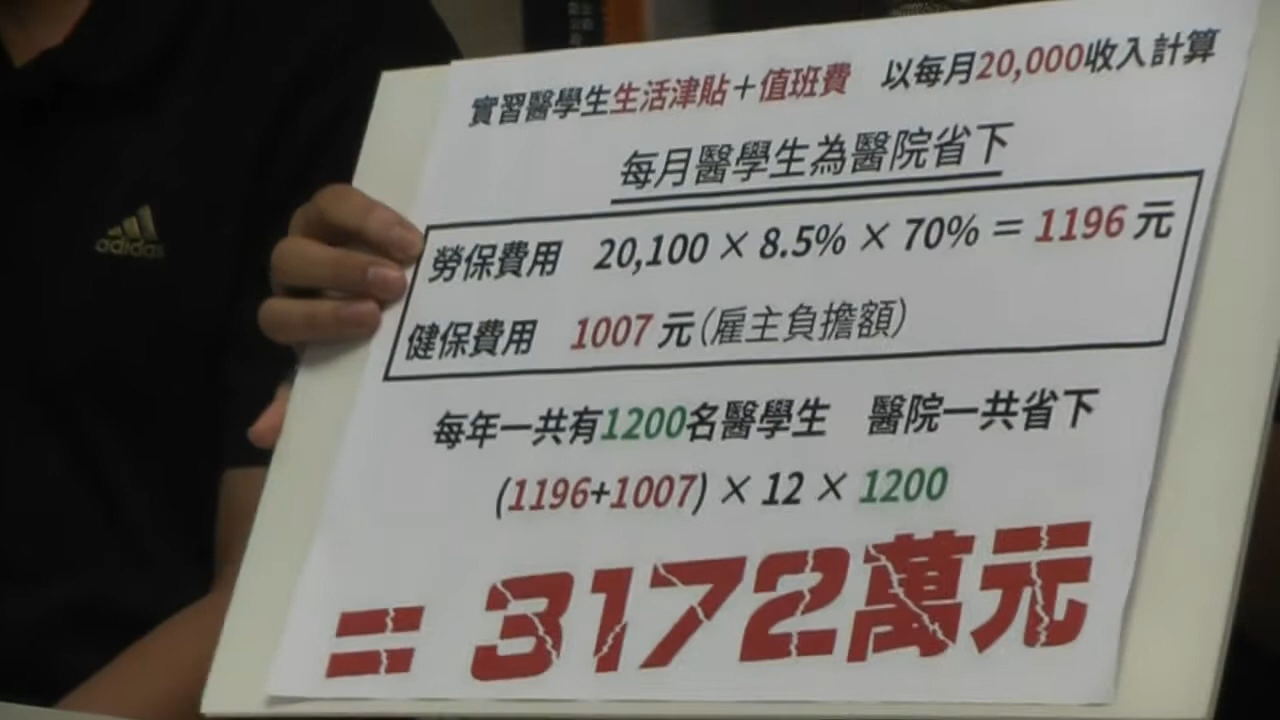 adidas
實習醫學生生活津貼＋值班費　以每月20,000收入計算
每月醫學生為醫院省下
勞保費用　20,100 × 8.5% × 70% = 1196 元
健保費用　1007 元（雇主負擔額）
每年一共有1200名醫學生　醫院一共省下
(1196+1007) × 12 × 1200
= 3172萬元